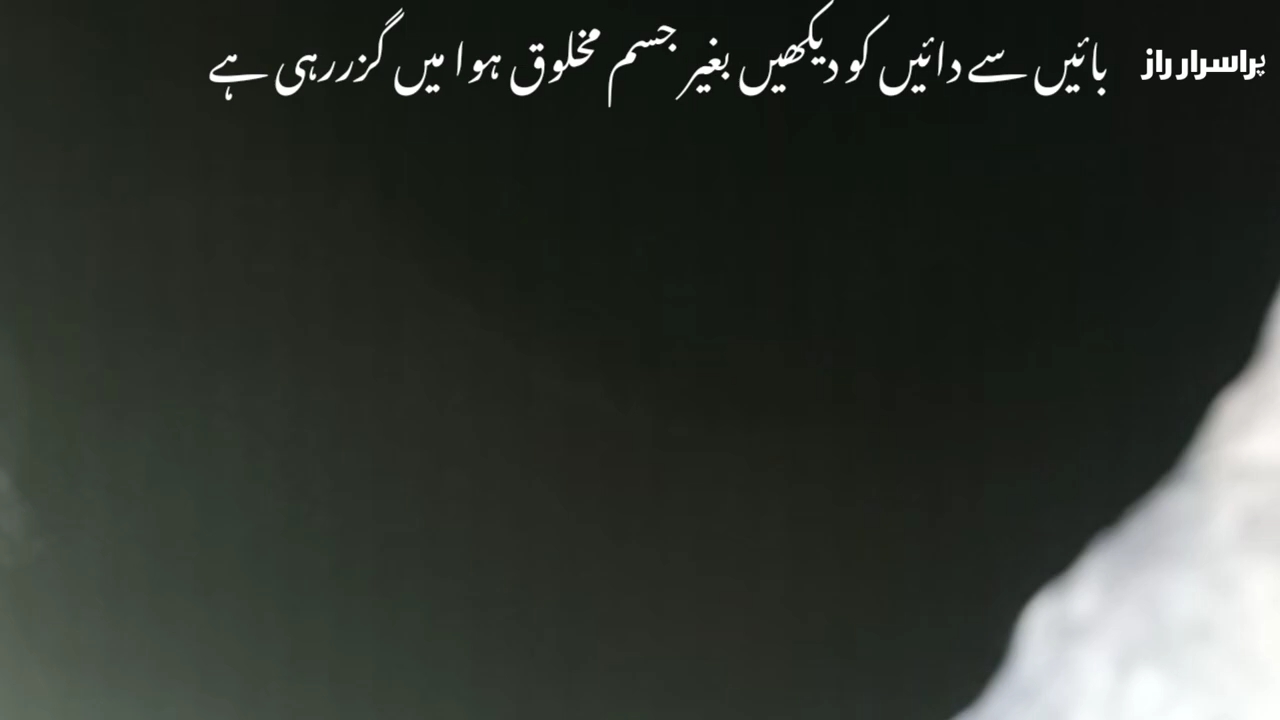 پراسرار راز
بائیں سے دائیں کو دیکھیں بغیر جسم مخلوق ہوا میں گزر رہی ہے